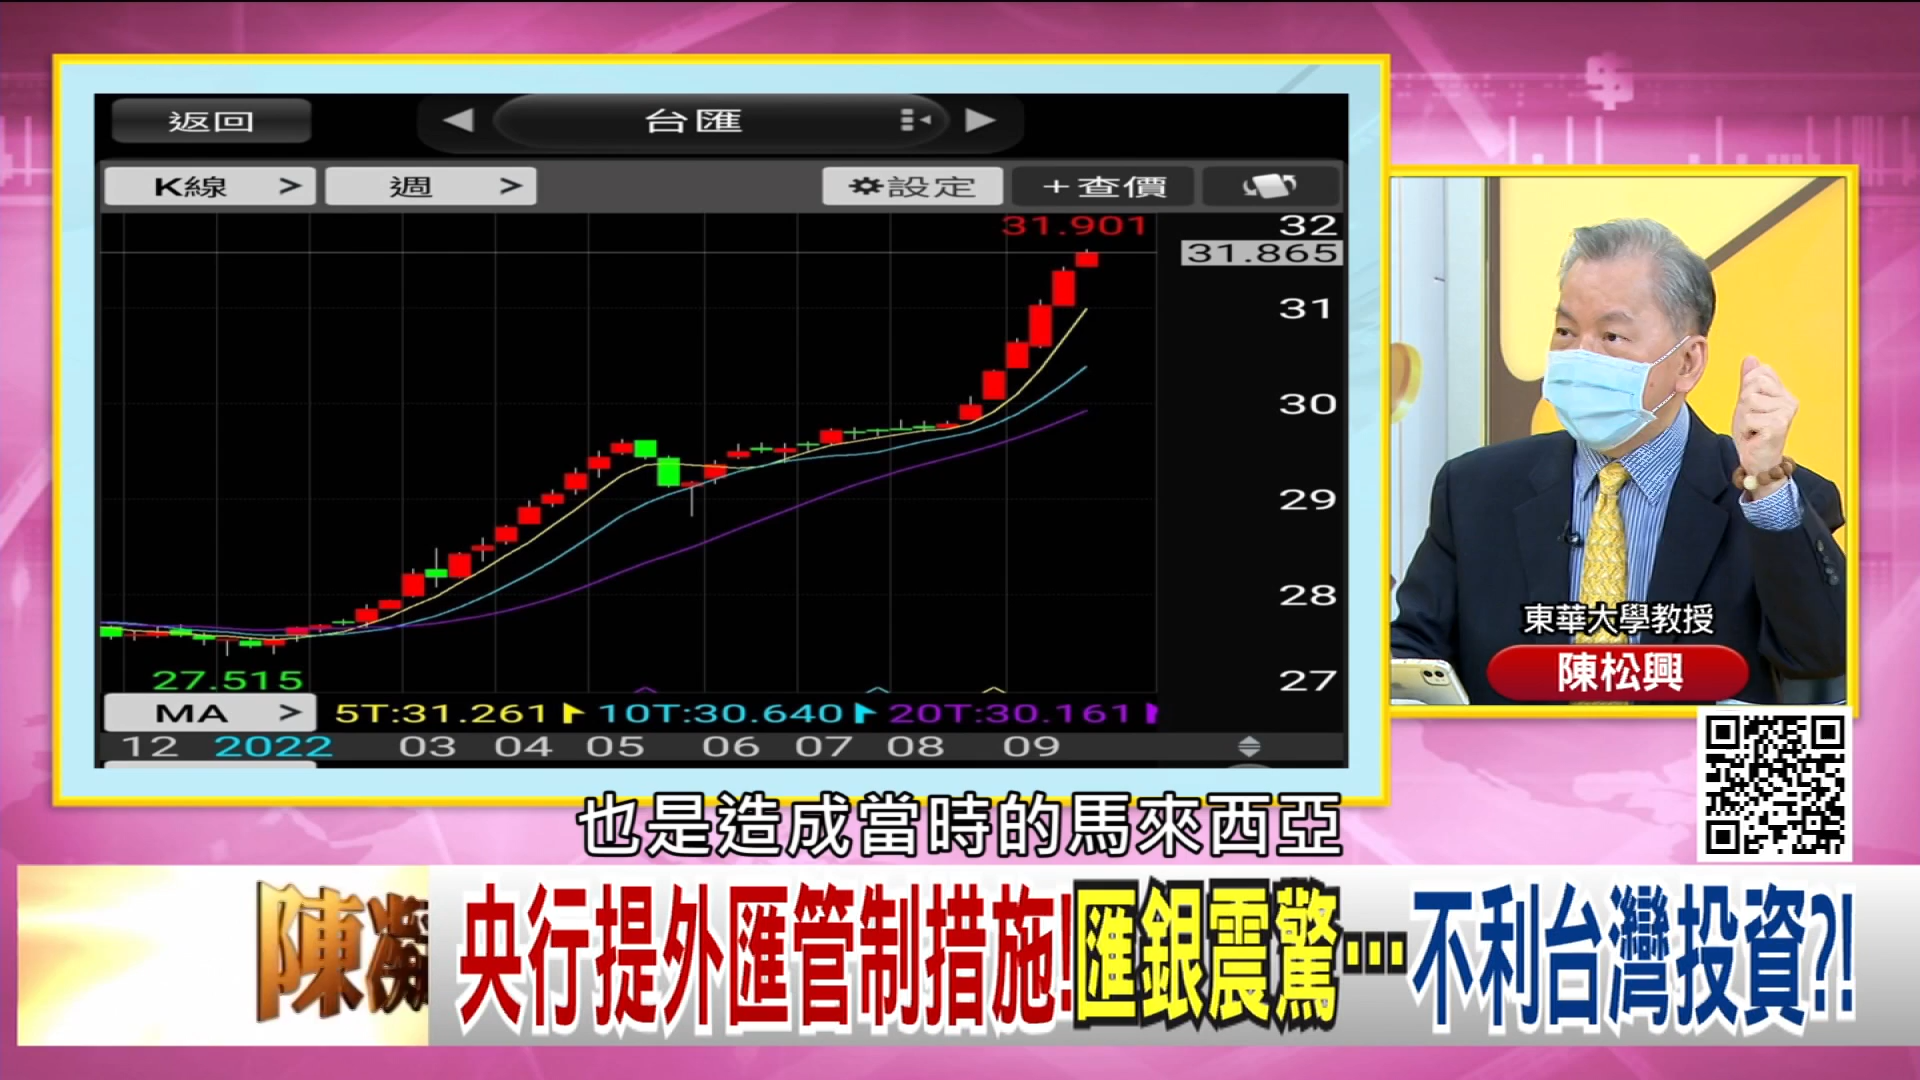 返回
台匯
K線 >
週 >
設定
+查價
31.901
32
31.865
31
30
29
28
27
27.515
MA >
5T:31.261
10T:30.640
20T:30.161
12 2022 03 04 05 06 07 08 09
東華大學教授
陳松興
也是造成當時的馬來西亞
陳凝
央行提外匯管制措施!匯銀震驚…不利台灣投資?!